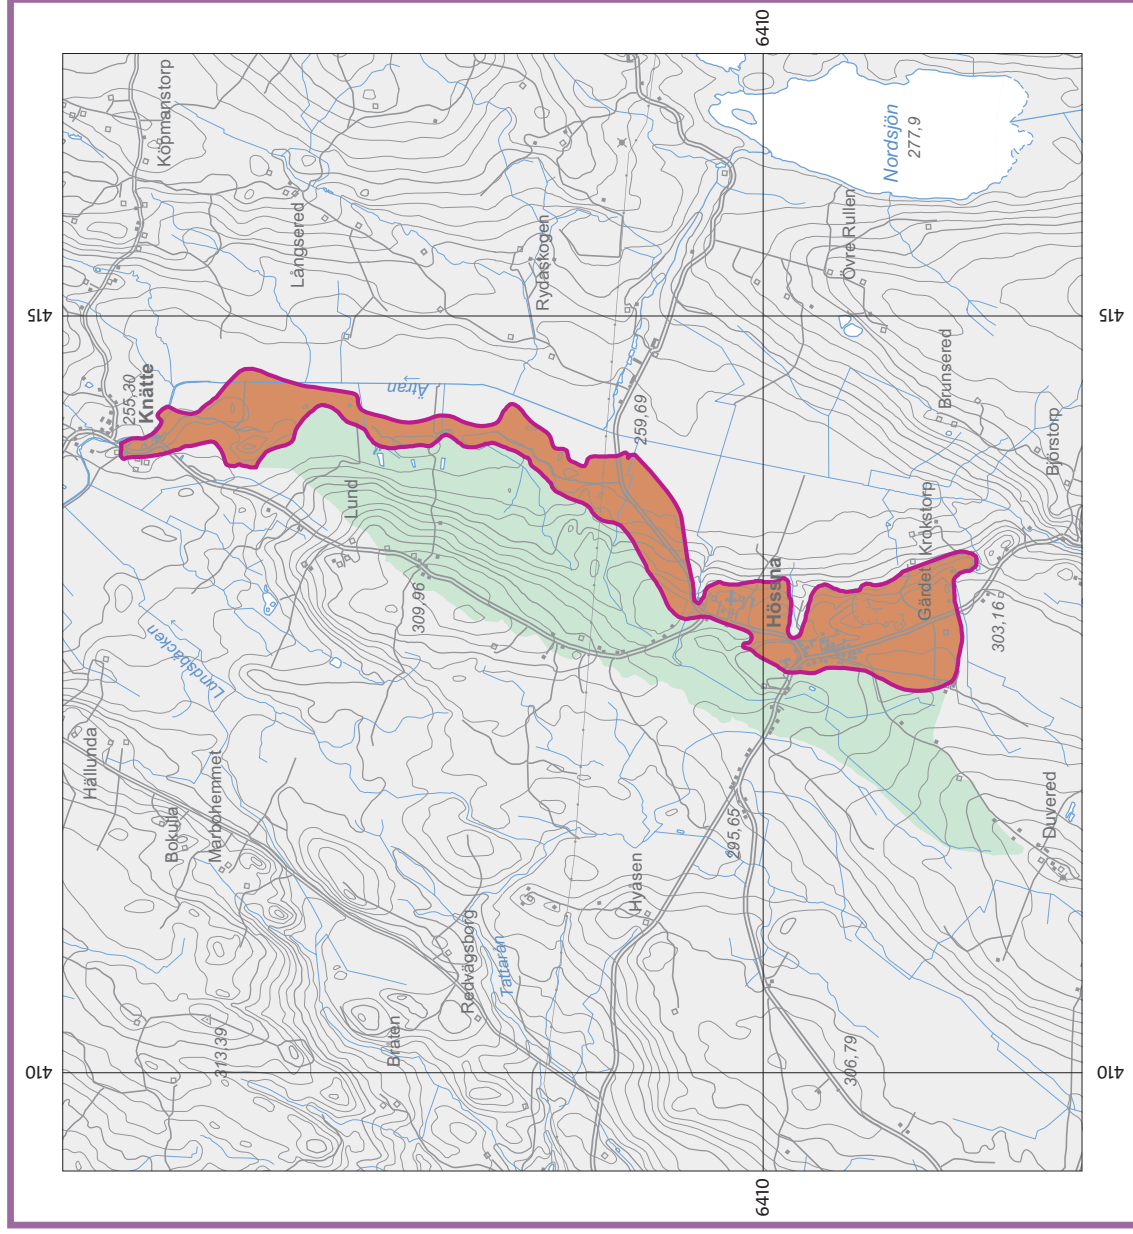 6410
Köpmanstorp
Nordsjön
277,9
Långsered
Rydaskogen
Övre Rullen
415
415
255,30
Knätte
Ätran
259,69
Brunsered
Björstorp
Lund
309,96
Hössna
Krokstorp
Gärdet
303,16
Lundsbäcken
Hällunda
Bokulla
Marbohemmet
295,65
Duvered
Hyåsen
Redvägsborg
Tattarån
Bråten
313,39
306,79
410
410
6410